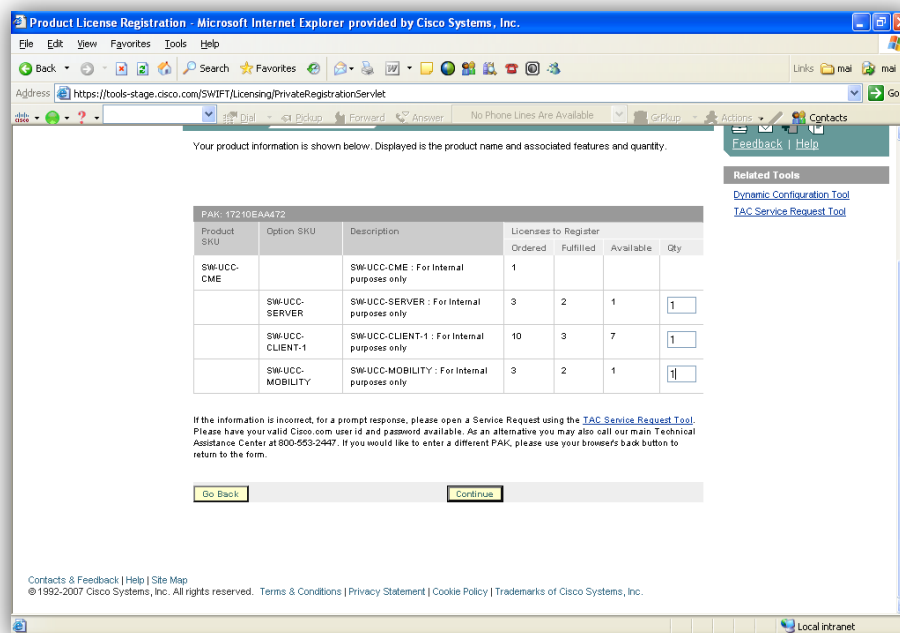 Product License Registration - Microsoft Internet Explorer provided by Cisco Systems, Inc.
File Edit View Favorites Tools Help
Back Search Favorites Links mai mai
Address https://tools-stage.cisco.com/SWIFT/Licensing/PrivateRegistrationServlet Go
Dial Pickup Forward Answer No Phone Lines Are Available GrPkup Actions Contacts
Your product information is shown below. Displayed is the product name and associated features and quantity.
Feedback | Help
Related Tools
Dynamic Configuration Tool
TAC Service Request Tool
PAK: 17210EAA472
Product SKU Option SKU Description Licenses to Register
Ordered Fulfilled Available Qty
SW-UCC-CME SW-UCC-CME : For Internal purposes only 1
SW-UCC-SERVER SW-UCC-SERVER : For Internal purposes only 3 2 1 1
SW-UCC-CLIENT-1 SW-UCC-CLIENT-1 : For Internal purposes only 10 3 7 1
SW-UCC-MOBILITY SW-UCC-MOBILITY : For Internal purposes only 3 2 1 1
If the information is incorrect, for a prompt response, please open a Service Request using the TAC Service Request Tool.
Please have your valid Cisco.com user id and password available. As an alternative you may also call our main Technical
Assistance Center at 800-553-2447. If you would like to enter a different PAK, please use your browser's back button to
return to the form.
Go Back Continue
Contacts & Feedback | Help | Site Map
© 1992-2007 Cisco Systems, Inc. All rights reserved. Terms & Conditions | Privacy Statement | Cookie Policy | Trademarks of Cisco Systems, Inc.
Local intranet